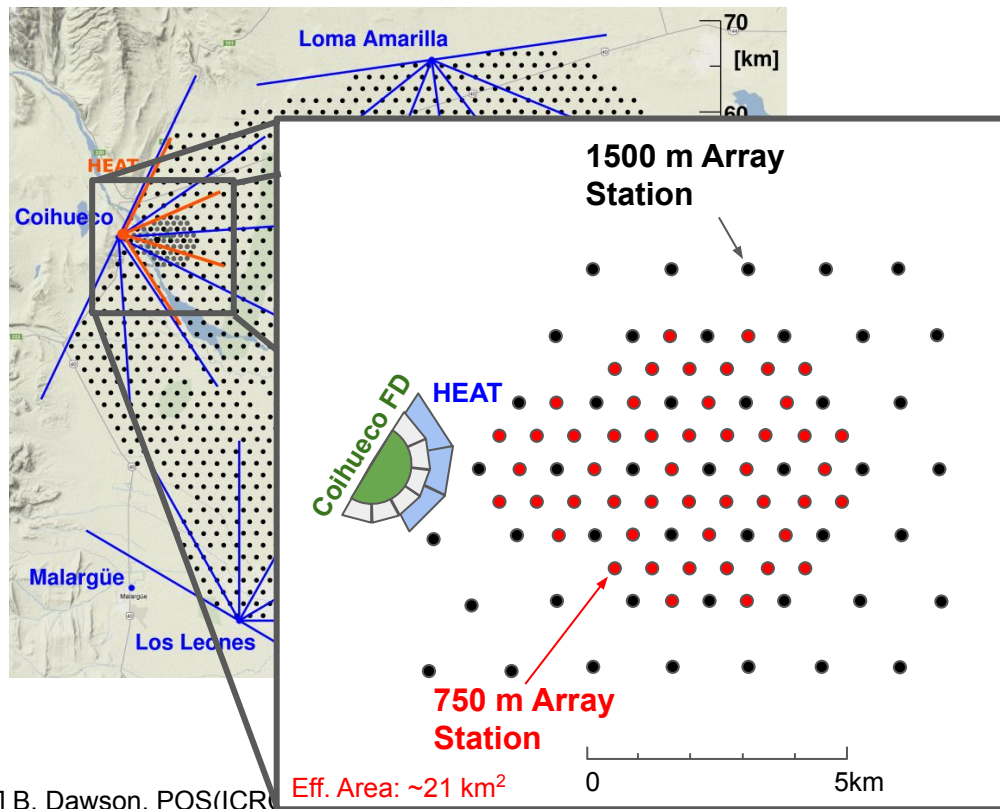 70
Loma Amarilla
[km]
60
HEAT
Coihueco
1500 m Array
Station
HEAT
Coihueco FD
Malargüe
Malargüe
Los Leones
750 m Array
Station
0
5km
Eff. Area: ~21 km²
] B. Dawson, POS(ICRC